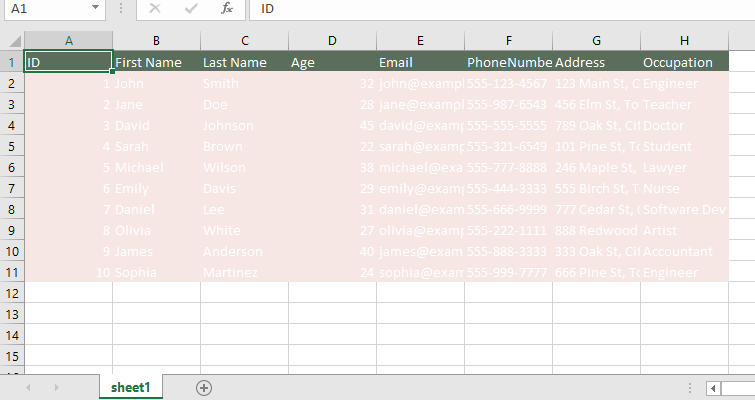 A1 fx ID
A B C D E F G H
1 ID First Name Last Name Age Email PhoneNumbe Address Occupation
2 1 John Smith 32 john@exampl 555-123-4567 123 Main St, C Engineer
3 2 Jane Doe 28 jane@exampl 555-987-6543 456 Elm St, To Teacher
4 3 David Johnson 45 david@examp 555-555-5555 789 Oak St, Cit Doctor
5 4 Sarah Brown 22 sarah@examp 555-321-6549 101 Pine St, To Student
6 5 Michael Wilson 38 michael@exa 555-777-8888 246 Maple St, Lawyer
7 6 Emily Davis 29 emily@examp 555-444-3333 555 Birch St, T Nurse
8 7 Daniel Lee 31 daniel@exam 555-666-9999 777 Cedar St, Software Dev
9 8 Olivia White 27 olivia@examp 555-222-1111 888 Redwood Artist
10 9 James Anderson 40 james@exam 555-888-3333 333 Oak St, Cit Accountant
11 10 Sophia Martinez 24 sophia@exam 555-999-7777 666 Pine St, To Engineer
12
13
14
15
sheet1